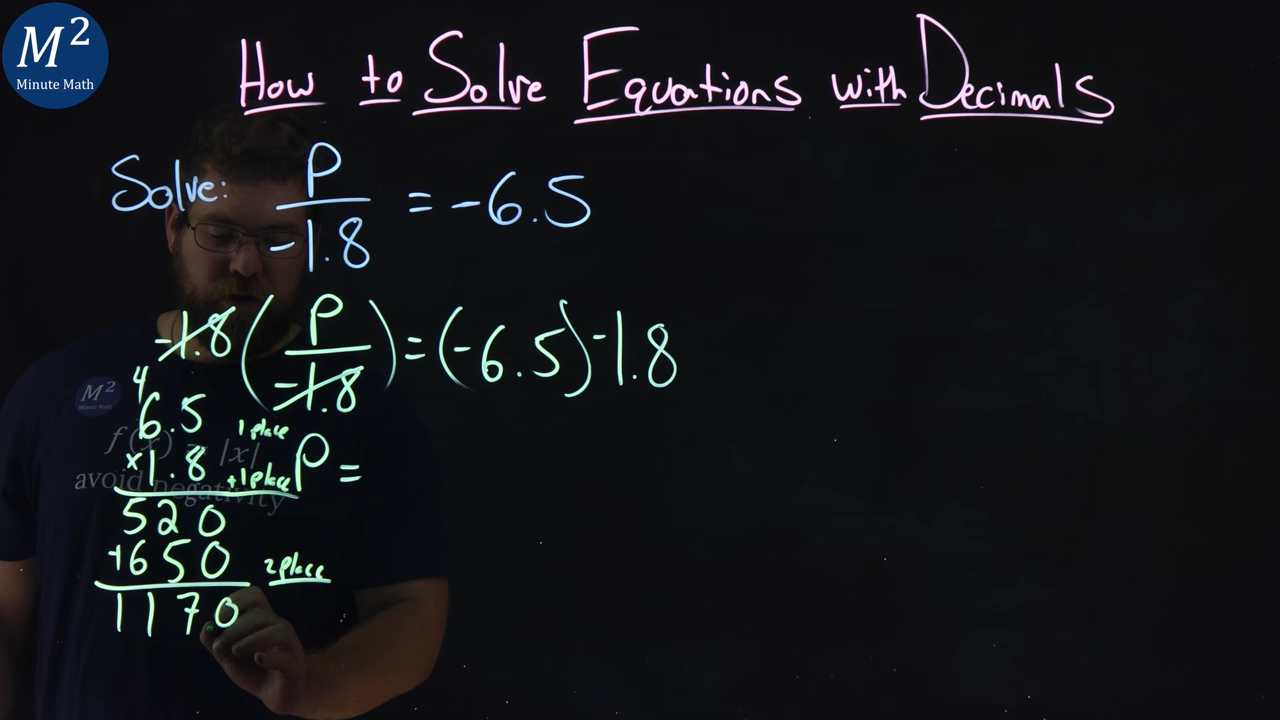 M²
Minute Math
How to Solve Equations with Decimals
Solve: P/-1.8 = -6.5
-1.8 (P/-1.8) = (-6.5) -1.8
4
6.5 1 place
×1.8 +1 place
P =
520
+650 2 place
1170
M²
Minute Math
f(x) = |x|
avoid negativity